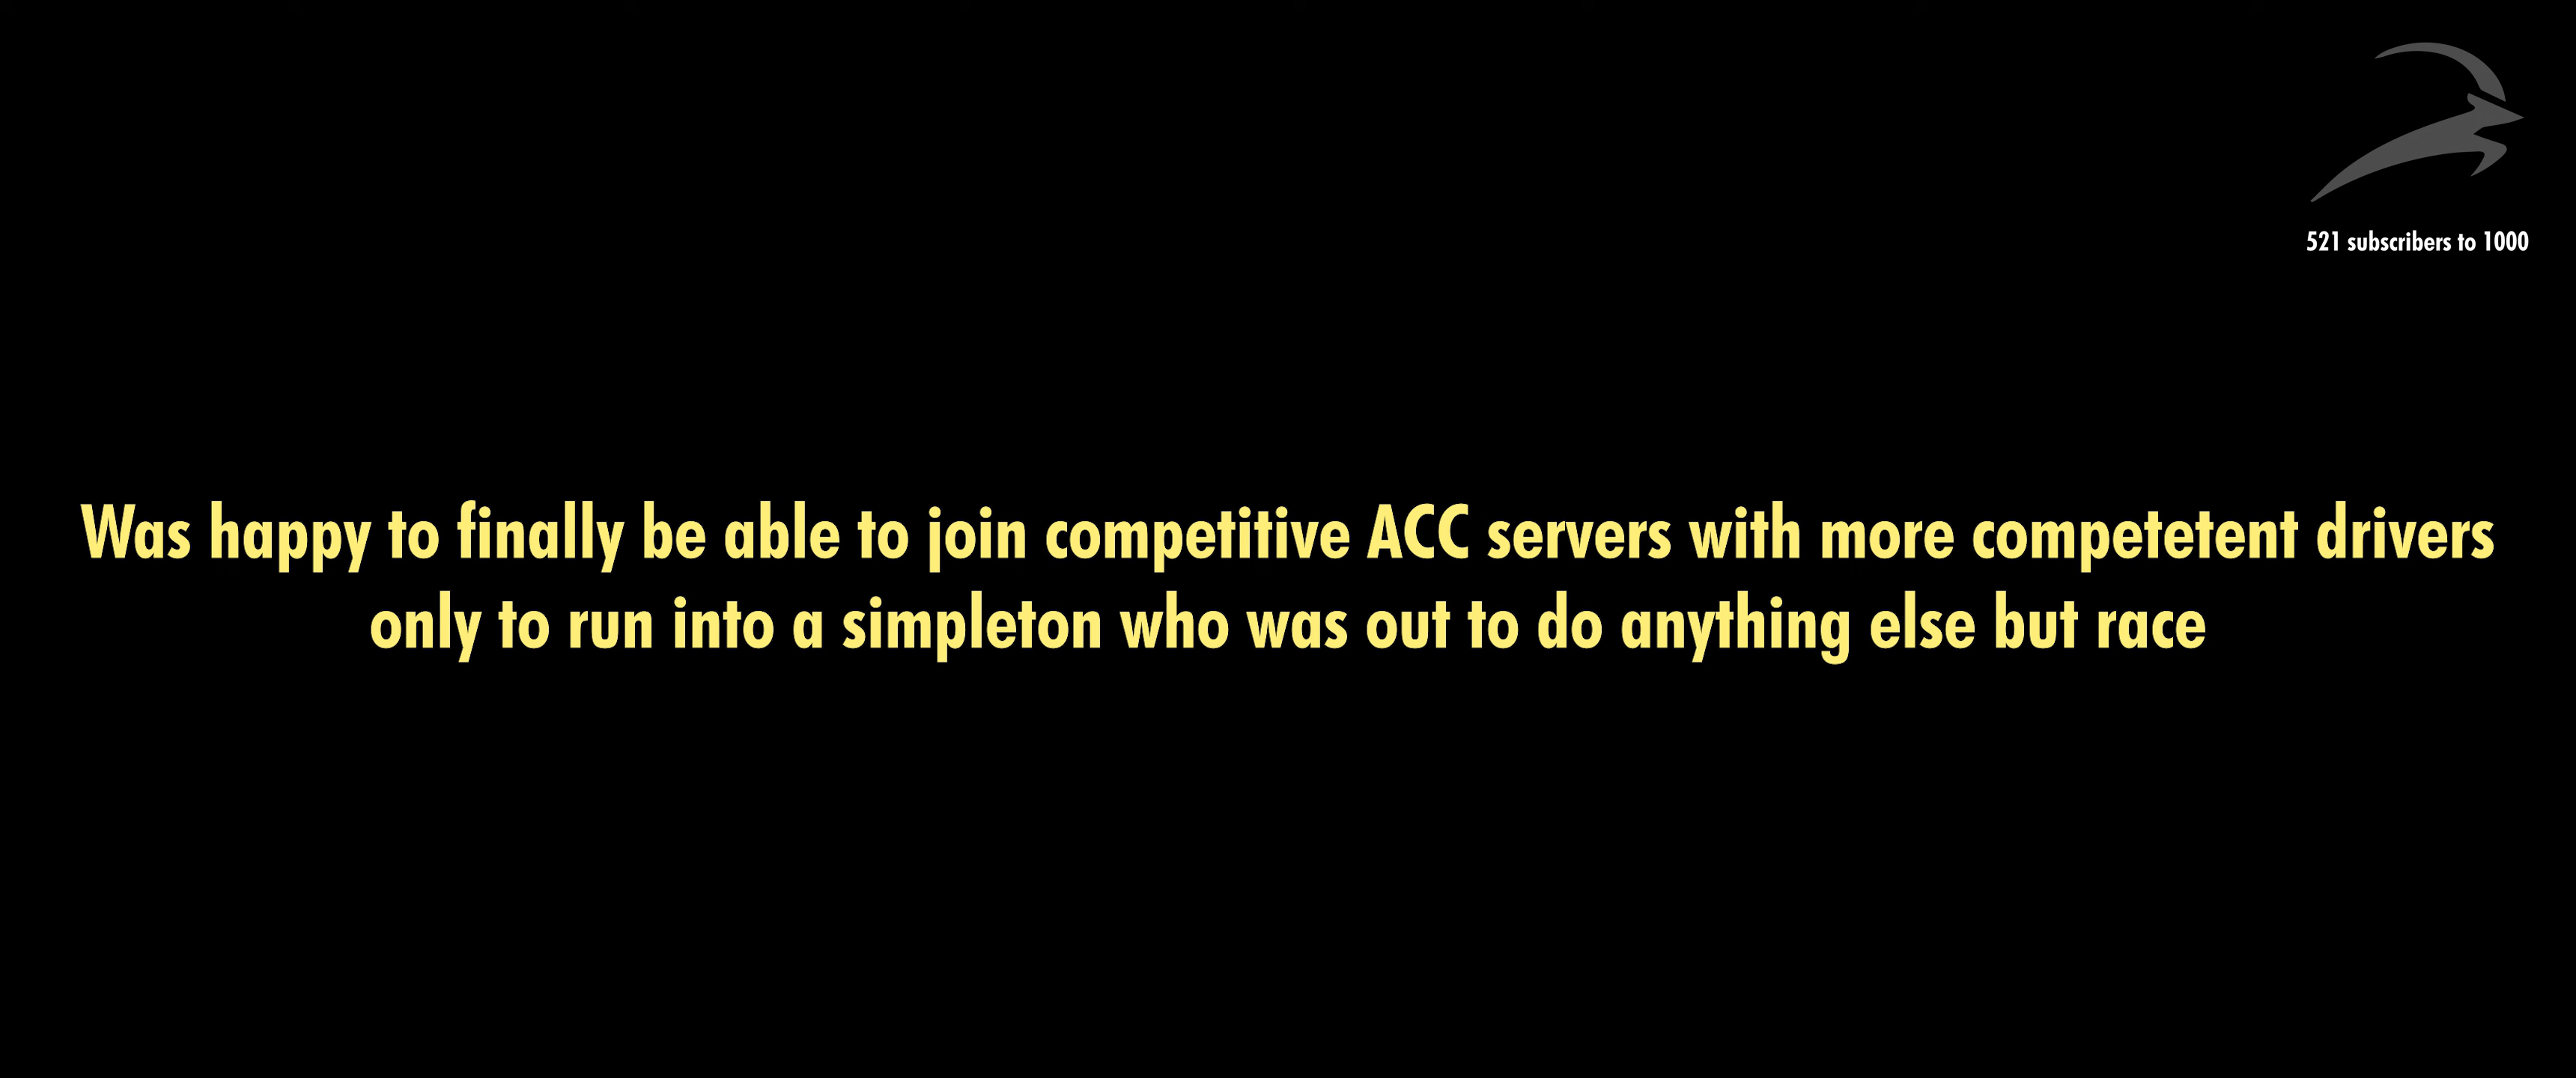 521 subscribers to 1000
Was happy to finally be able to join competitive ACC servers with more competetent drivers
only to run into a simpleton who was out to do anything else but race